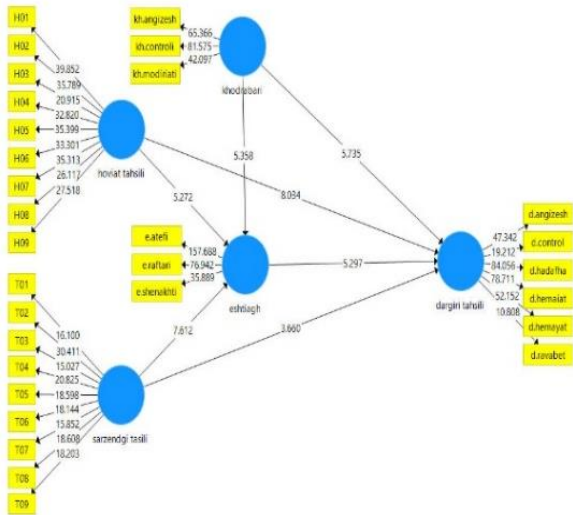 H01
H02
H03
H04
H05
H06
H07
H08
H09
39.852
35.789
20.915
32.820
35.399
33.301
35.313
26.117
27.518
hoviat tahsili
kh.angizesh
kh.controli
kh.modiriati
65.366
81.575
42.097
khodrabari
5.358
5.735
5.272
8.034
e.atefi
e.raftari
e.shenakhti
157.688
76.942
35.889
eshtiagh
5.297
7.612
3.660
dargiri tahsili
47.342
19.212
84.056
78.711
52.152
10.808
d.angizesh
d.control
d.hadafha
d.hemaiat
d.hemayat
d.ravabet
T01
T02
T03
T04
T05
T06
T07
T08
T09
16.100
30.411
15.027
20.825
18.598
18.144
15.852
18.608
18.203
sarzendgi tasili